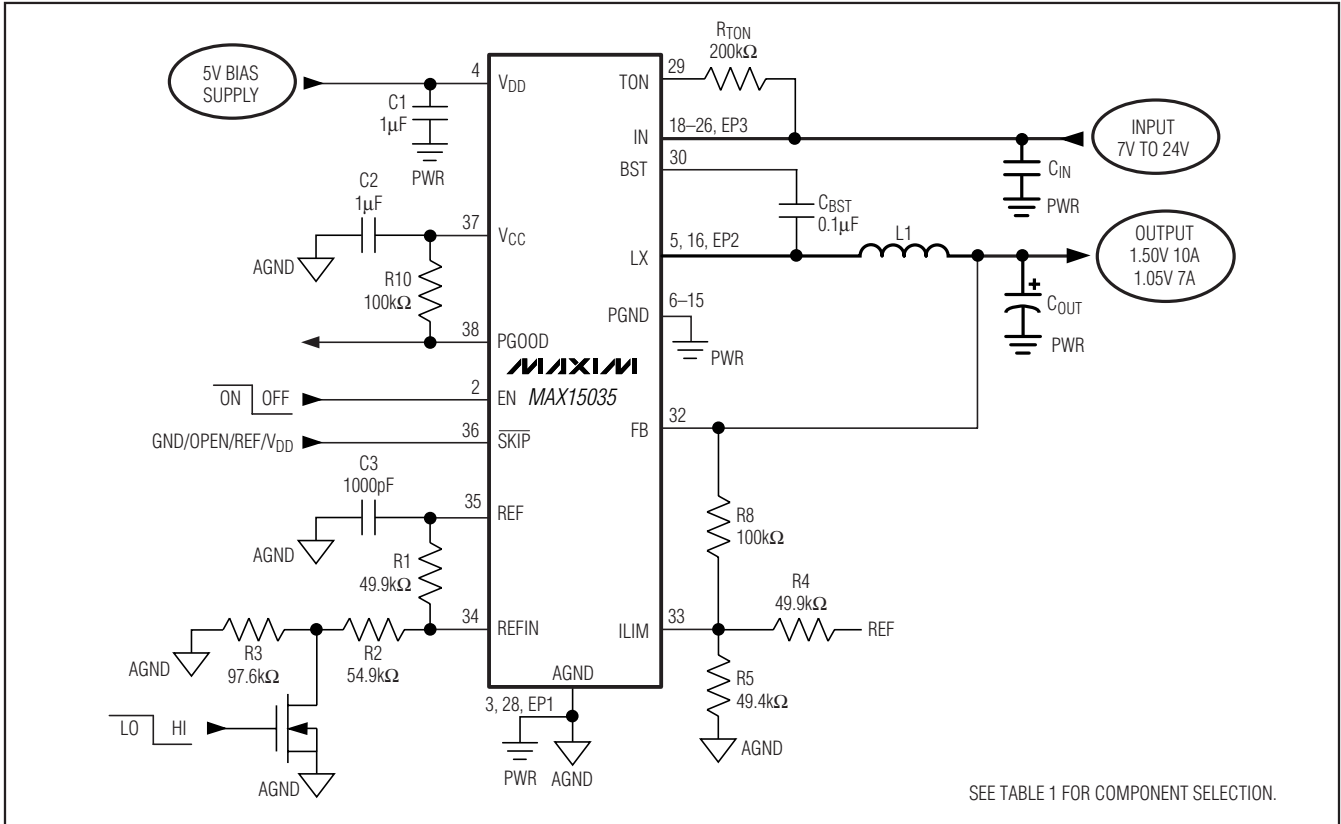 5V BIAS
SUPPLY
4
VDD
C1
1µF
PWR
C2
1µF
37
VCC
AGND
R10
100kΩ
38
PGOOD
MAXIM
MAX15035
2
EN
ON OFF
36
SKIP
GND/OPEN/REF/VDD
C3
1000pF
35
REF
AGND
R1
49.9kΩ
34
REFIN
R3
97.6kΩ
R2
54.9kΩ
AGND
LO HI
AGND
AGND
3, 28, EP1
PWR
AGND
RTON
200kΩ
29
TON
IN
18–26, EP3
INPUT
7V TO 24V
CIN
PWR
30
BST
CBST
0.1µF
5, 16, EP2
LX
L1
OUTPUT
1.50V 10A
1.05V 7A
+
COUT
PWR
6–15
PGND
PWR
32
FB
R8
100kΩ
R4
49.9kΩ
REF
33
ILIM
R5
49.4kΩ
AGND
SEE TABLE 1 FOR COMPONENT SELECTION.